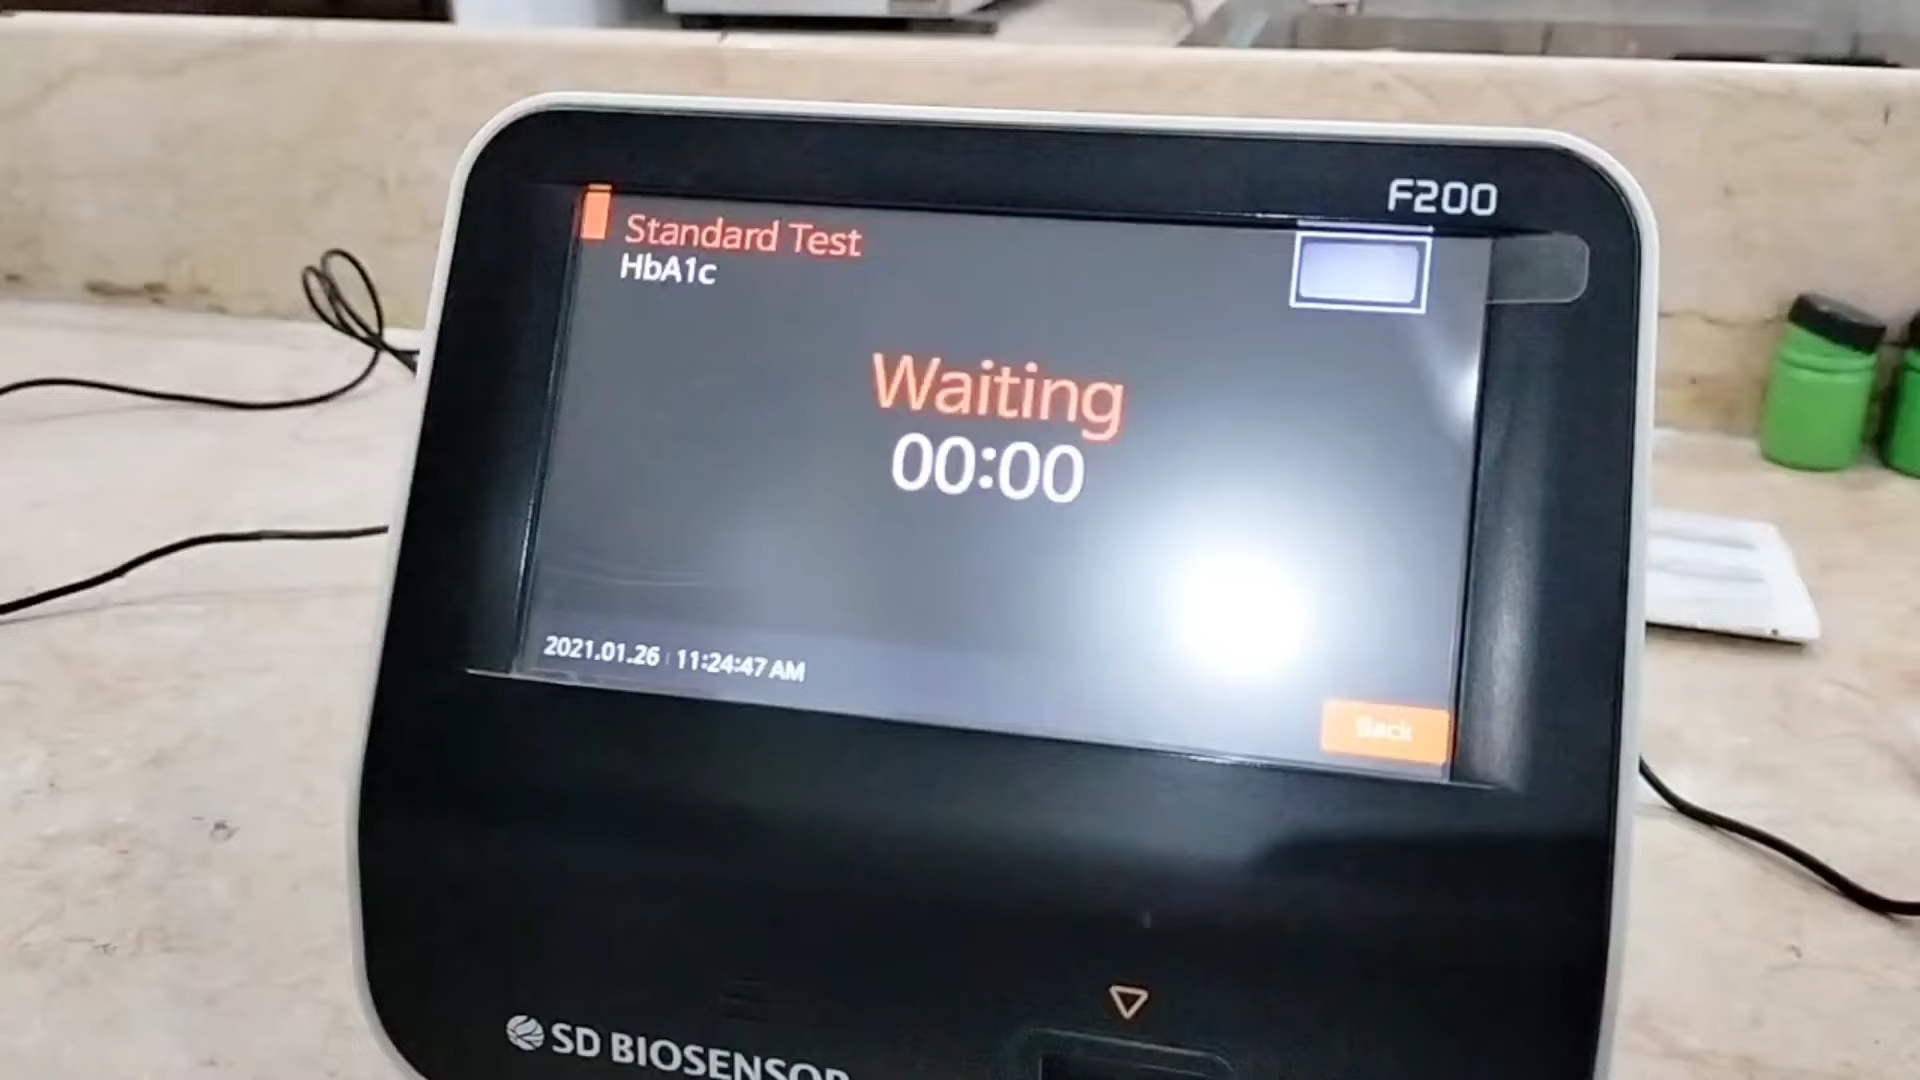 F200
Standard Test
HbA1c
Waiting
00:00
2021.01.26 | 11:24:47 AM
Back
SD BIOSENSOR